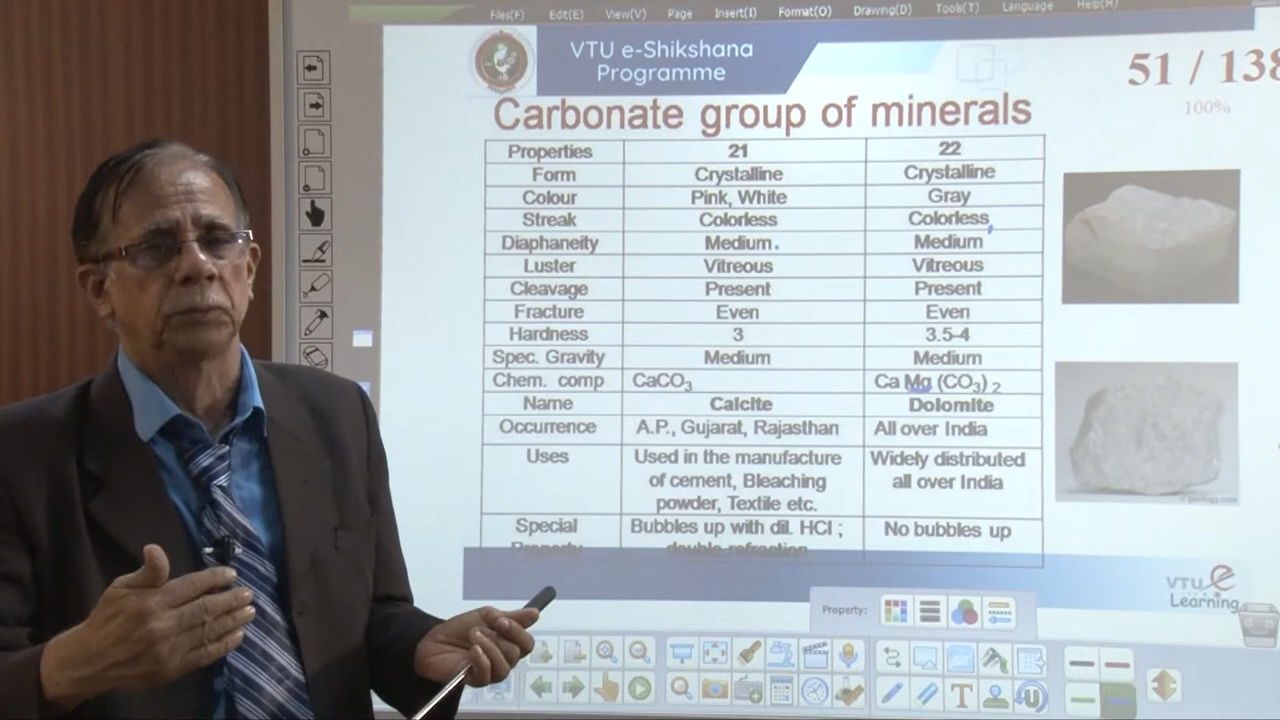 Files(F) Edit(E) View(V) Page Insert(I) Format(O) Drawing(D) Tools(T) Language Help(H)
VTU e-Shikshana
Programme
51 / 138
100%
Carbonate group of minerals
Properties 21 22
Form Crystalline Crystalline
Colour Pink, White Gray
Streak Colorless Colorless
Diaphaneity Medium Medium
Luster Vitreous Vitreous
Cleavage Present Present
Fracture Even Even
Hardness 3 3.5-4
Spec. Gravity Medium Medium
Chem. comp CaCO3 Ca Mg (CO3) 2
Name Calcite Dolomite
Occurrence A.P., Gujarat, Rajasthan All over India
Uses Used in the manufacture Widely distributed
of cement, Bleaching all over India
powder, Textile etc.
Special Bubbles up with dil. HCl ; No bubbles up
Property double refraction
VTU e
Learning
Property: